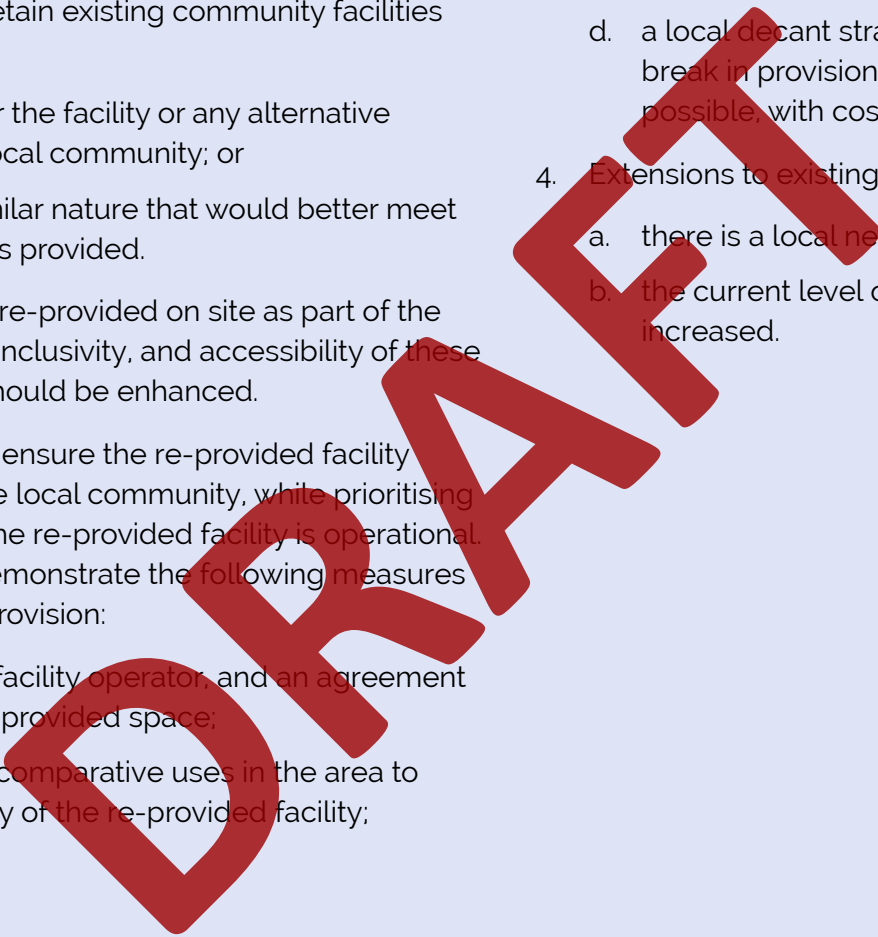 etain existing community facilities
r the facility or any alternative
ocal community; or
nilar nature that would better meet
s provided.
re-provided on site as part of the
nclusivity, and accessibility of these
hould be enhanced.
ensure the re-provided facility
e local community, while prioritising
he re-provided facility is operational.
emonstrate the following measures
rovision:
facility operator, and an agreement
provided space;
comparative uses in the area to
y of the re-provided facility;
d. a local decant stra
break in provision
possible, with cos
4. Extensions to existing
a. there is a local ne
b. the current level o
increased.
DRAFT